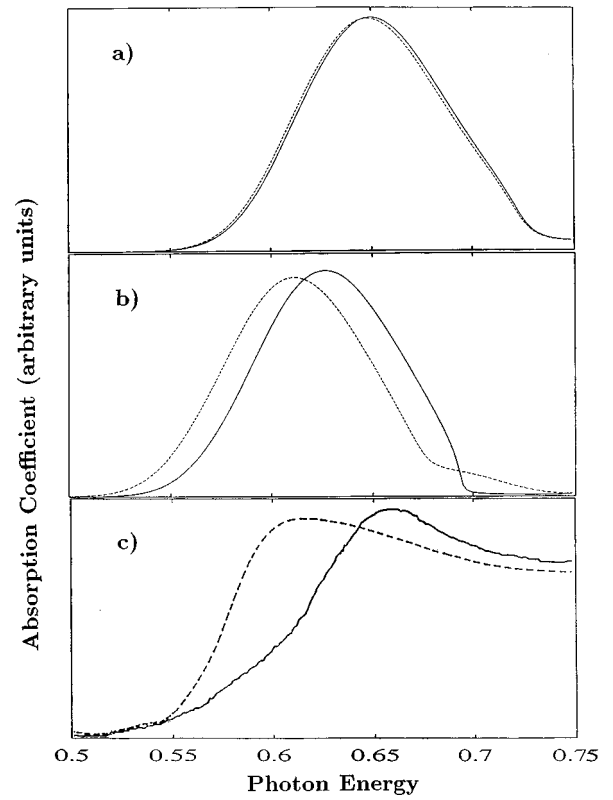 a)
b)
c)
Absorption Coefficient (arbitrary units)
0.5 0.55 0.6 0.65 0.7 0.75
Photon Energy